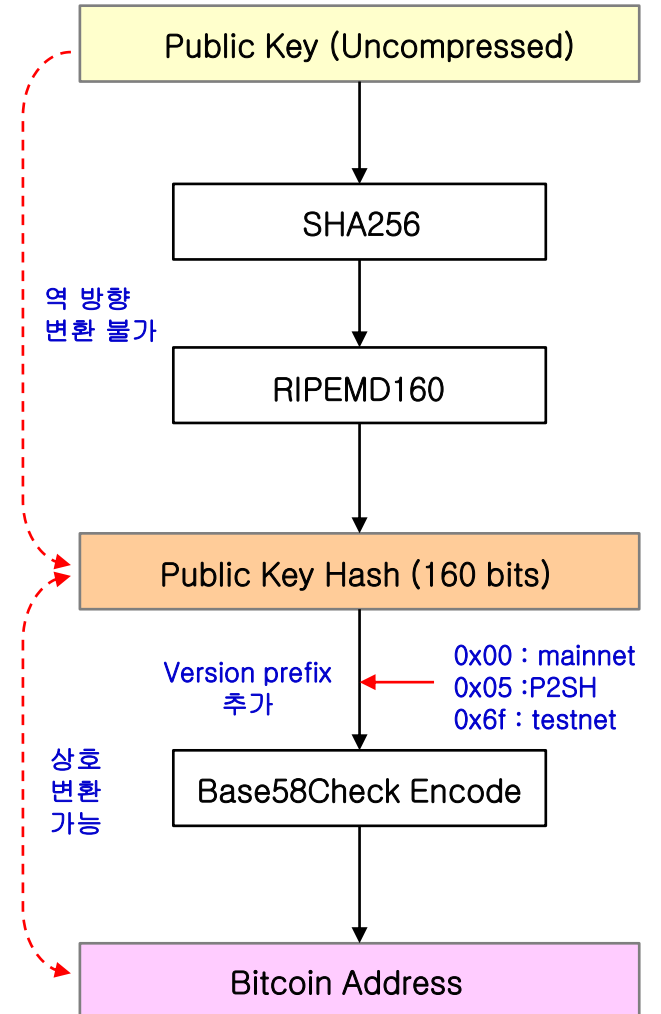 Public Key (Uncompressed)
SHA256
역 방향
변환 불가
RIPEMD160
Public Key Hash (160 bits)
Version prefix
추가
0x00 : mainnet
0x05 :P2SH
0x6f : testnet
상호
변환
가능
Base58Check Encode
Bitcoin Address